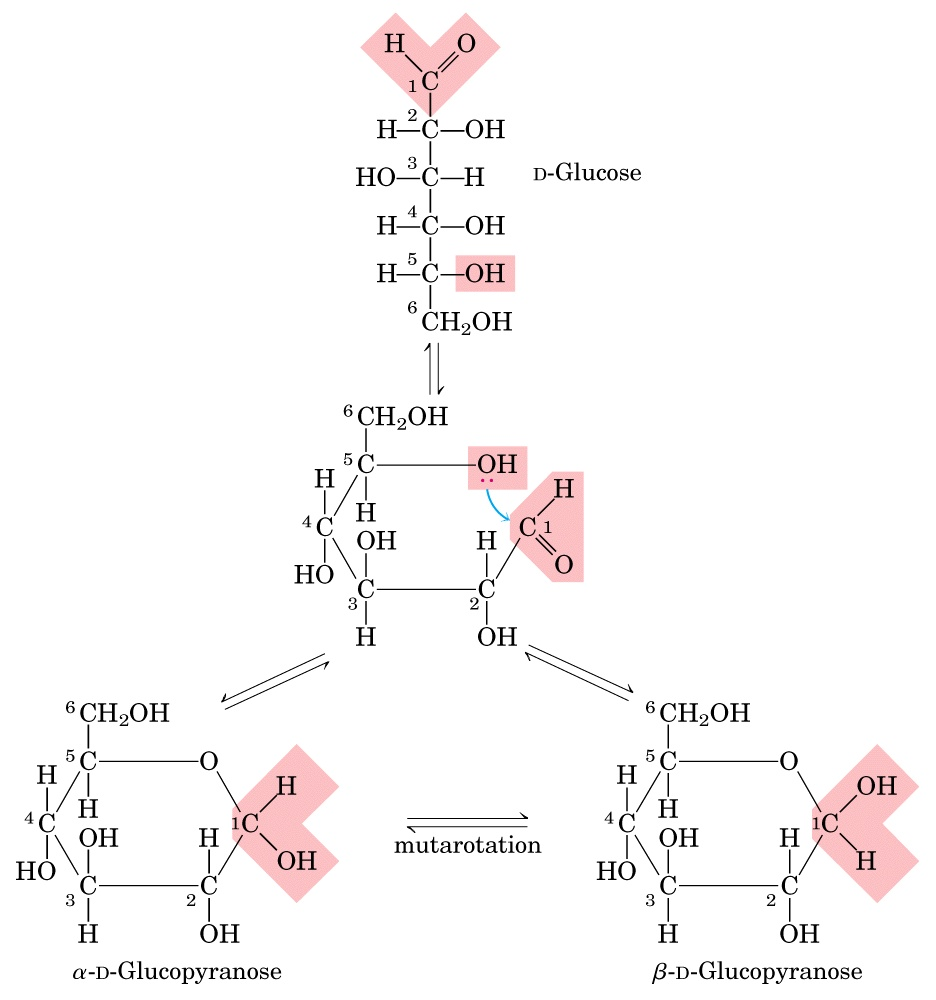 H O
1 C
2
H C OH
3
HO C H
D-Glucose
4
H C OH
5
H C OH
6
CH₂OH
6 CH₂OH
5 C OH
H
H
H
4 C
C 1
OH
H
HO
O
3 C
2 C
H
OH
6 CH₂OH
5 C O
H
H
H
4 C
1 C
OH
H
HO
OH
3 C
2 C
H
OH
α-D-Glucopyranose
mutarotation
6 CH₂OH
5 C O
H
OH
H
4 C
1 C
OH
H
HO
H
3 C
2 C
H
OH
β-D-Glucopyranose